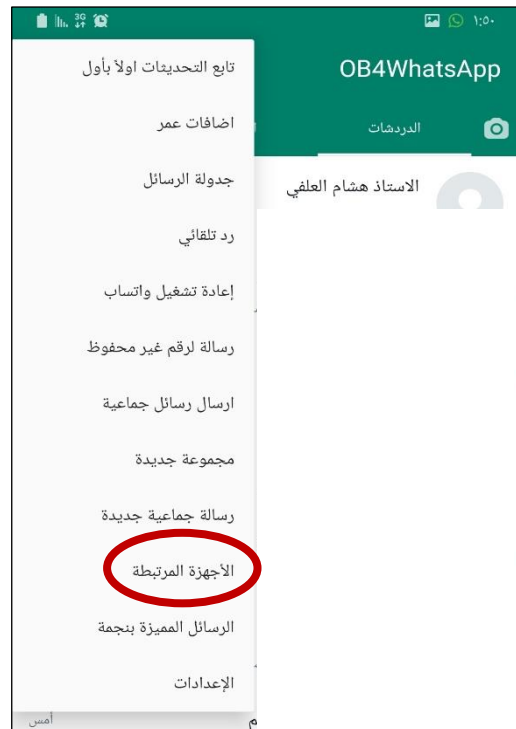 3G
١:٥٠
OB4WhatsApp
الدردشات
الاستاذ هشام العلفي
تابع التحديثات اولاً بأول
اضافات عمر
جدولة الرسائل
رد تلقائي
إعادة تشغيل واتساب
رسالة لرقم غير محفوظ
ارسال رسائل جماعية
مجموعة جديدة
رسالة جماعية جديدة
الأجهزة المرتبطة
الرسائل المميزة بنجمة
الإعدادات
أمس